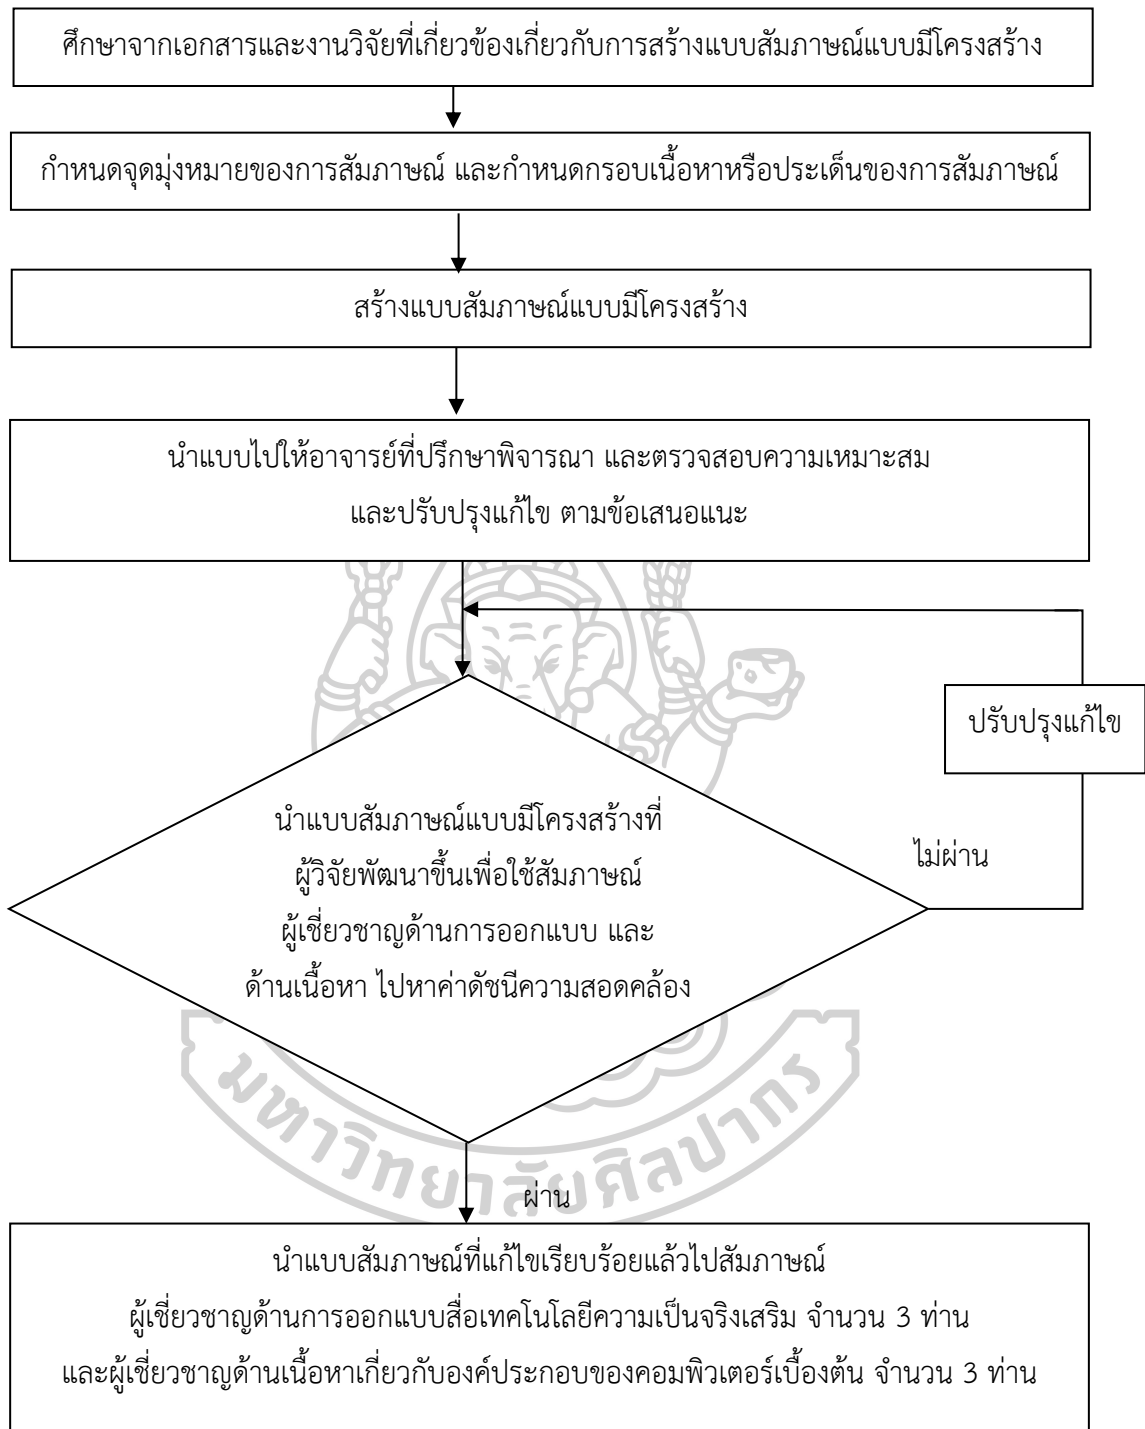 ศึกษาจากเอกสารและงานวิจัยที่เกี่ยวข้องเกี่ยวกับการสร้างแบบสัมภาษณ์แบบมีโครงสร้าง
กำหนดจุดมุ่งหมายของการสัมภาษณ์ และกำหนดกรอบเนื้อหาหรือประเด็นของการสัมภาษณ์
สร้างแบบสัมภาษณ์แบบมีโครงสร้าง
นำแบบไปให้อาจารย์ที่ปรึกษาพิจารณา และตรวจสอบความเหมาะสม
และปรับปรุงแก้ไข ตามข้อเสนอแนะ
ปรับปรุงแก้ไข
ไม่ผ่าน
นำแบบสัมภาษณ์แบบมีโครงสร้างที่
ผู้วิจัยพัฒนาขึ้นเพื่อใช้สัมภาษณ์
ผู้เชี่ยวชาญด้านการออกแบบ และ
ด้านเนื้อหา ไปหาค่าดัชนีความสอดคล้อง
มหาวิทยาลัยศิลปากร
ผ่าน
นำแบบสัมภาษณ์ที่แก้ไขเรียบร้อยแล้วไปสัมภาษณ์
ผู้เชี่ยวชาญด้านการออกแบบสื่อเทคโนโลยีความเป็นจริงเสริม จำนวน 3 ท่าน
และผู้เชี่ยวชาญด้านเนื้อหาเกี่ยวกับองค์ประกอบของคอมพิวเตอร์เบื้องต้น จำนวน 3 ท่าน